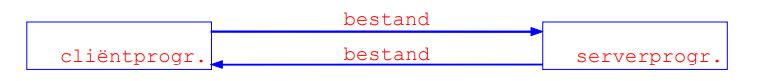 bestand
cliëntprogr.
bestand
serverprogr.